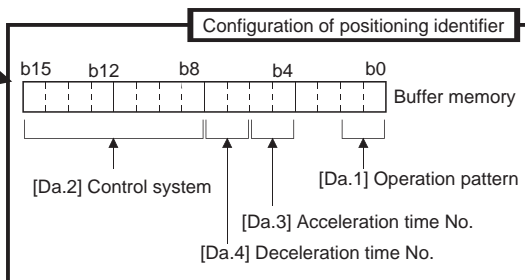 Configuration of positioning identifier
b15 b12 b8 b4 b0
Buffer memory
[Da.2] Control system
[Da.1] Operation pattern
[Da.3] Acceleration time No.
[Da.4] Deceleration time No.